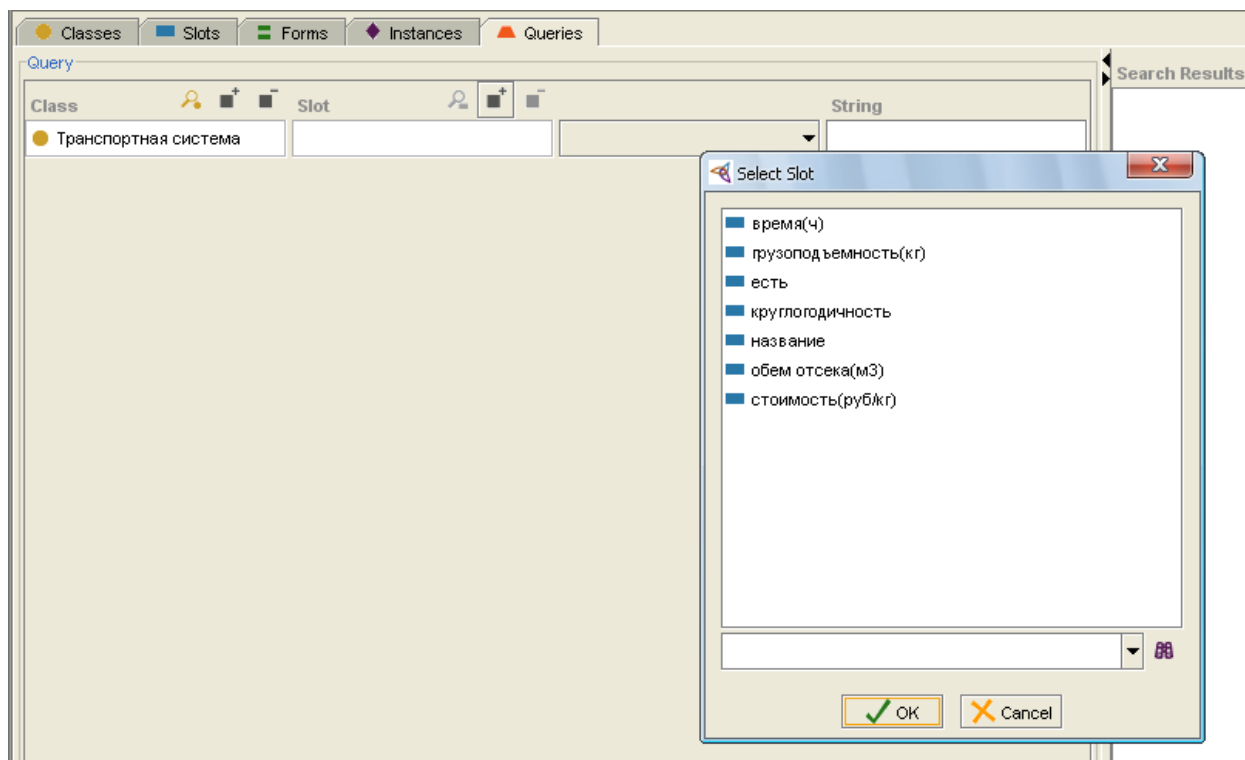 Classes Slots Forms Instances Queries
Query
Search Results
Class Slot String
Транспортная система
Select Slot
время(ч)
грузоподъемность(кг)
есть
круглогодичность
название
обем отсека(м3)
стоимость(руб/кг)
OK Cancel